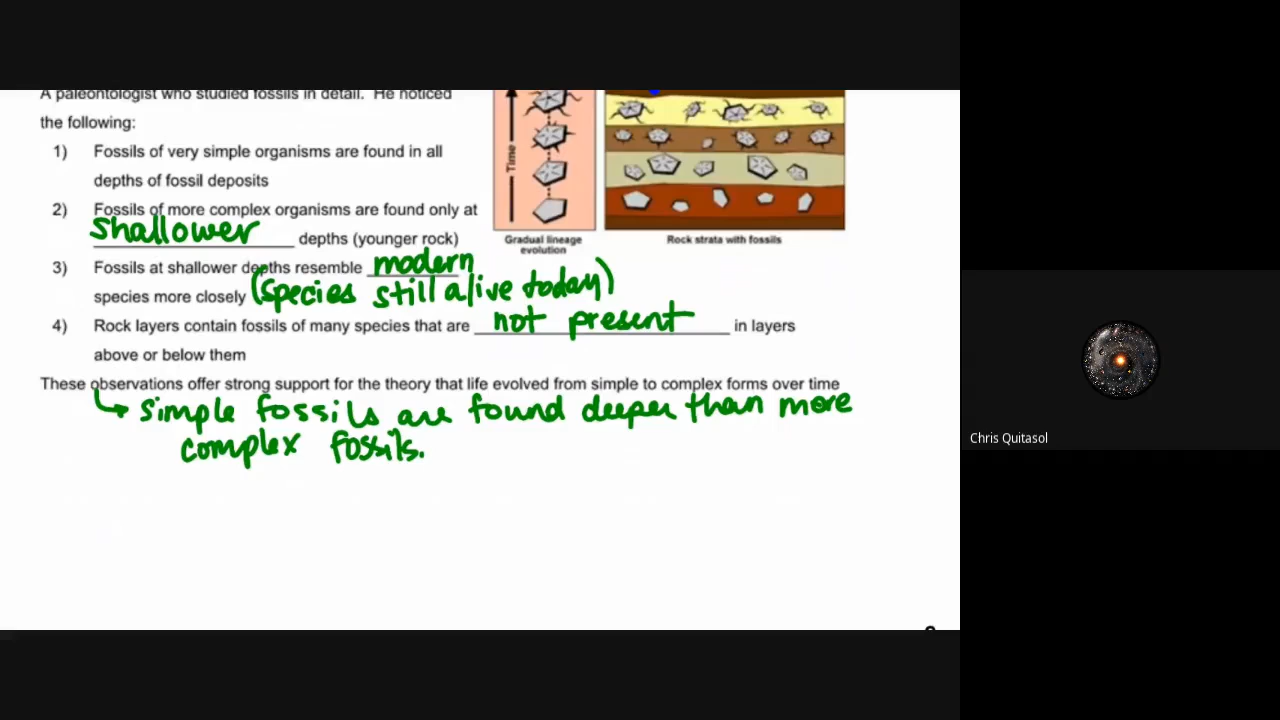 A paleontologist who studied fossils in detail. He noticed
the following:
1) Fossils of very simple organisms are found in all
depths of fossil deposits
2) Fossils of more complex organisms are found only at
shallower depths (younger rock)
3) Fossils at shallower depths resemble modern
species more closely (species still alive today)
4) Rock layers contain fossils of many species that are not present in layers
above or below them
These observations offer strong support for the theory that life evolved from simple to complex forms over time
↳ simple fossils are found deeper than more
complex fossils.
Time
Gradual lineage
evolution
Rock strata with fossils
Chris Quitasol